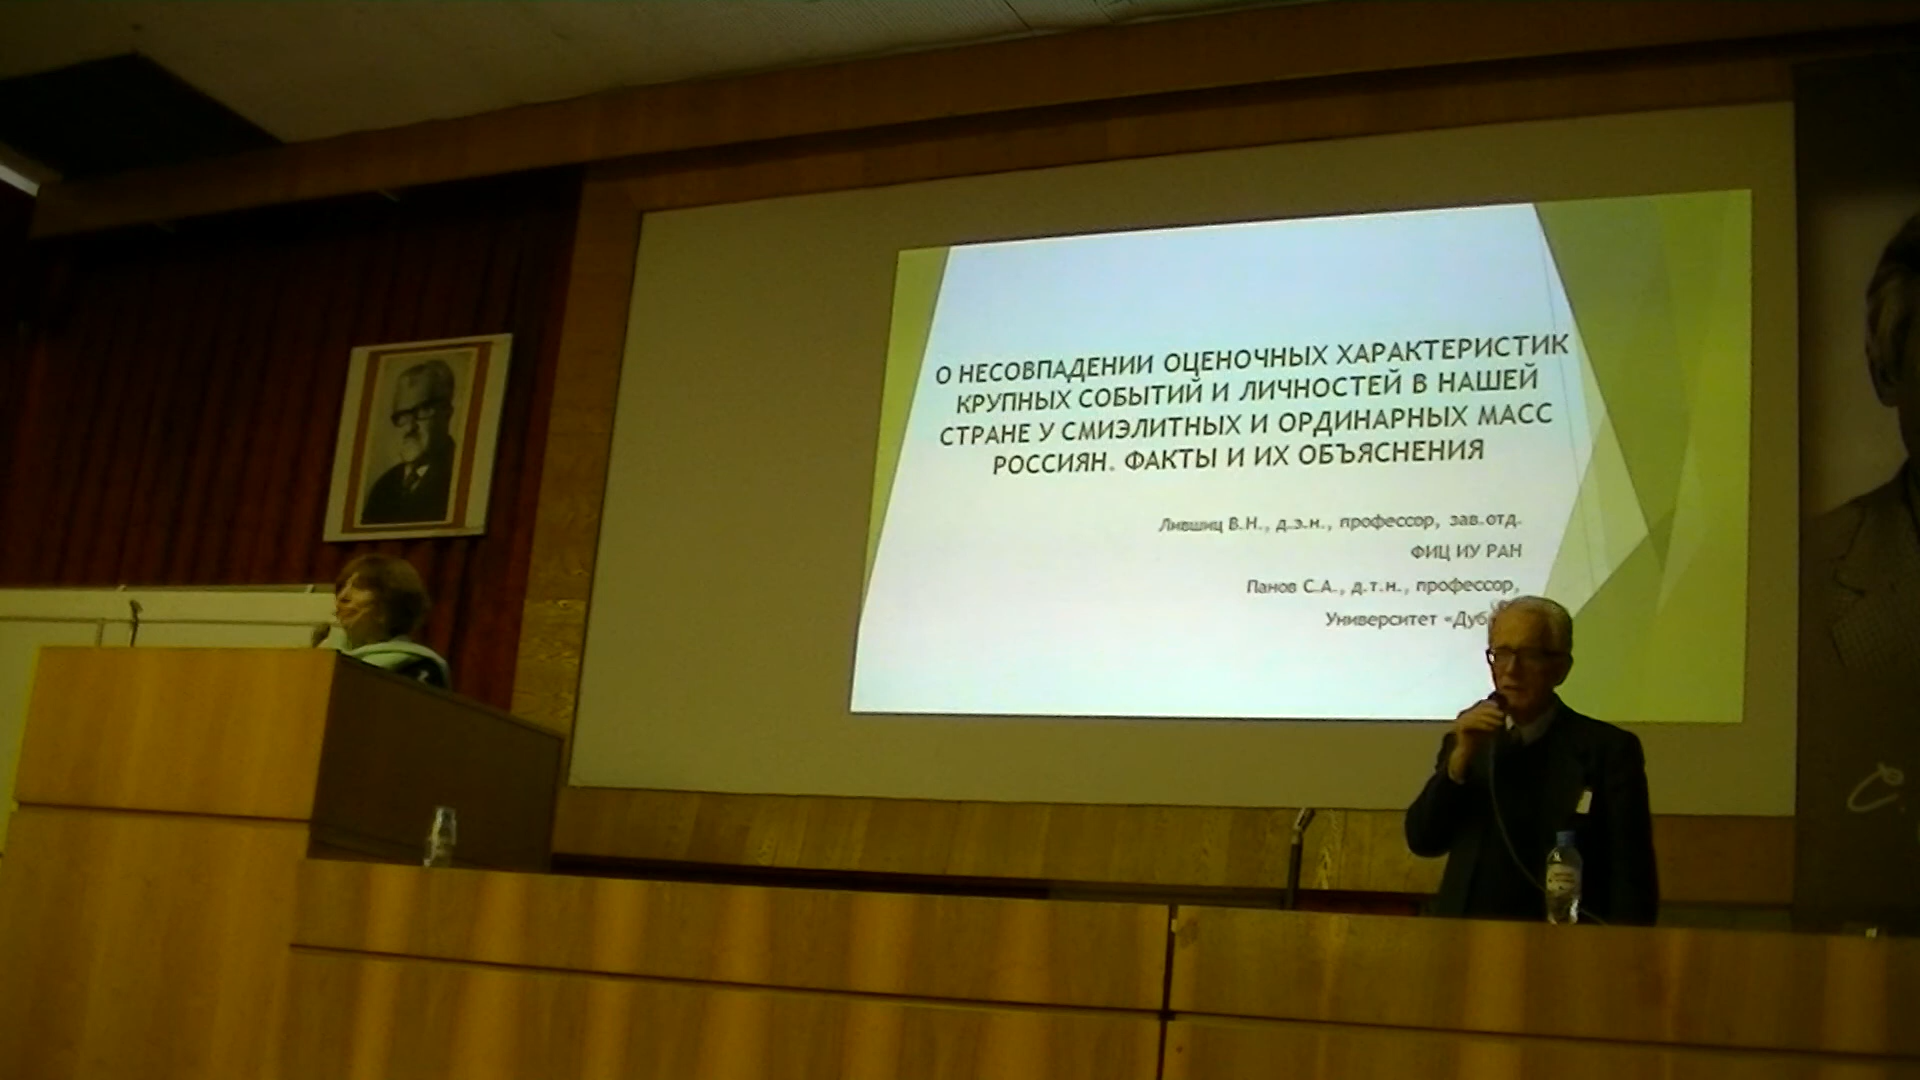 О НЕСОВПАДЕНИИ ОЦЕНОЧНЫХ ХАРАКТЕРИСТИК
КРУПНЫХ СОБЫТИЙ И ЛИЧНОСТЕЙ В НАШЕЙ
СТРАНЕ У СМИЭЛИТНЫХ И ОРДИНАРНЫХ МАСС
РОССИЯН. ФАКТЫ И ИХ ОБЪЯСНЕНИЯ
Лившиц В.Н., д.э.н., профессор, зав.отд.
ФИЦ ИУ РАН
Панов С.А., д.т.н., профессор,
Университет «Дуб